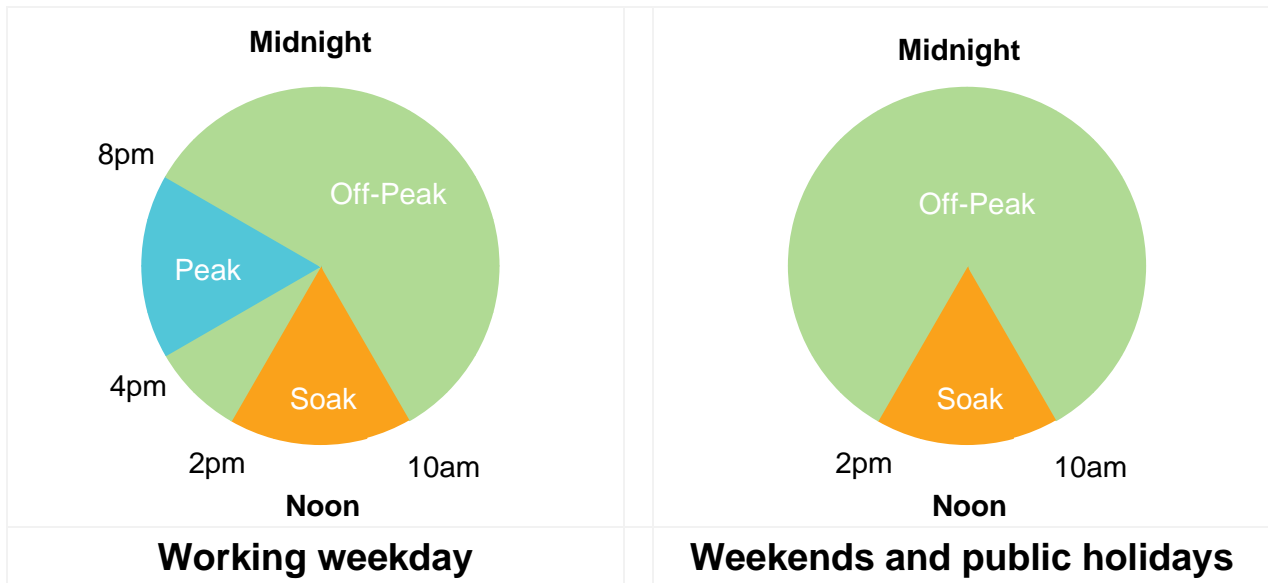 Midnight
8pm
Off-Peak
Peak
4pm
Soak
2pm
10am
Noon
Working weekday
Midnight
Off-Peak
Soak
2pm
10am
Noon
Weekends and public holidays